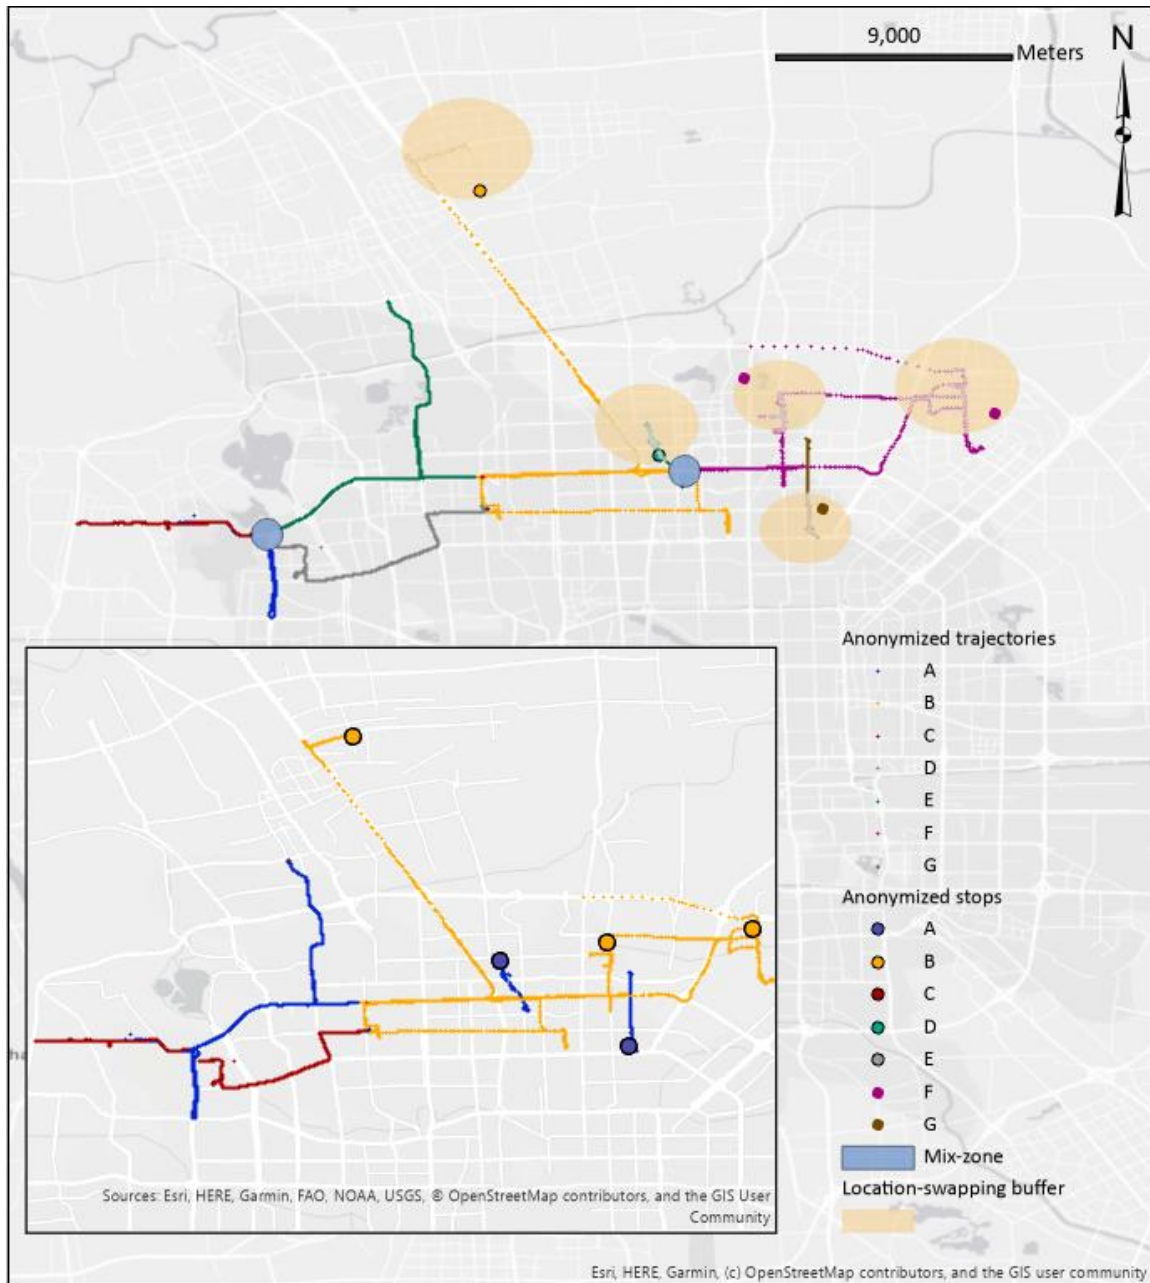 9,000
Meters
N
Anonymized trajectories
A
B
C
D
E
F
G
Anonymized stops
A
B
C
D
E
F
G
Mix-zone
Location-swapping buffer
Sources: Esri, HERE, Garmin, FAO, NOAA, USGS, © OpenStreetMap contributors, and the GIS User
Community
Esri, HERE, Garmin, (c) OpenStreetMap contributors, and the GIS user community